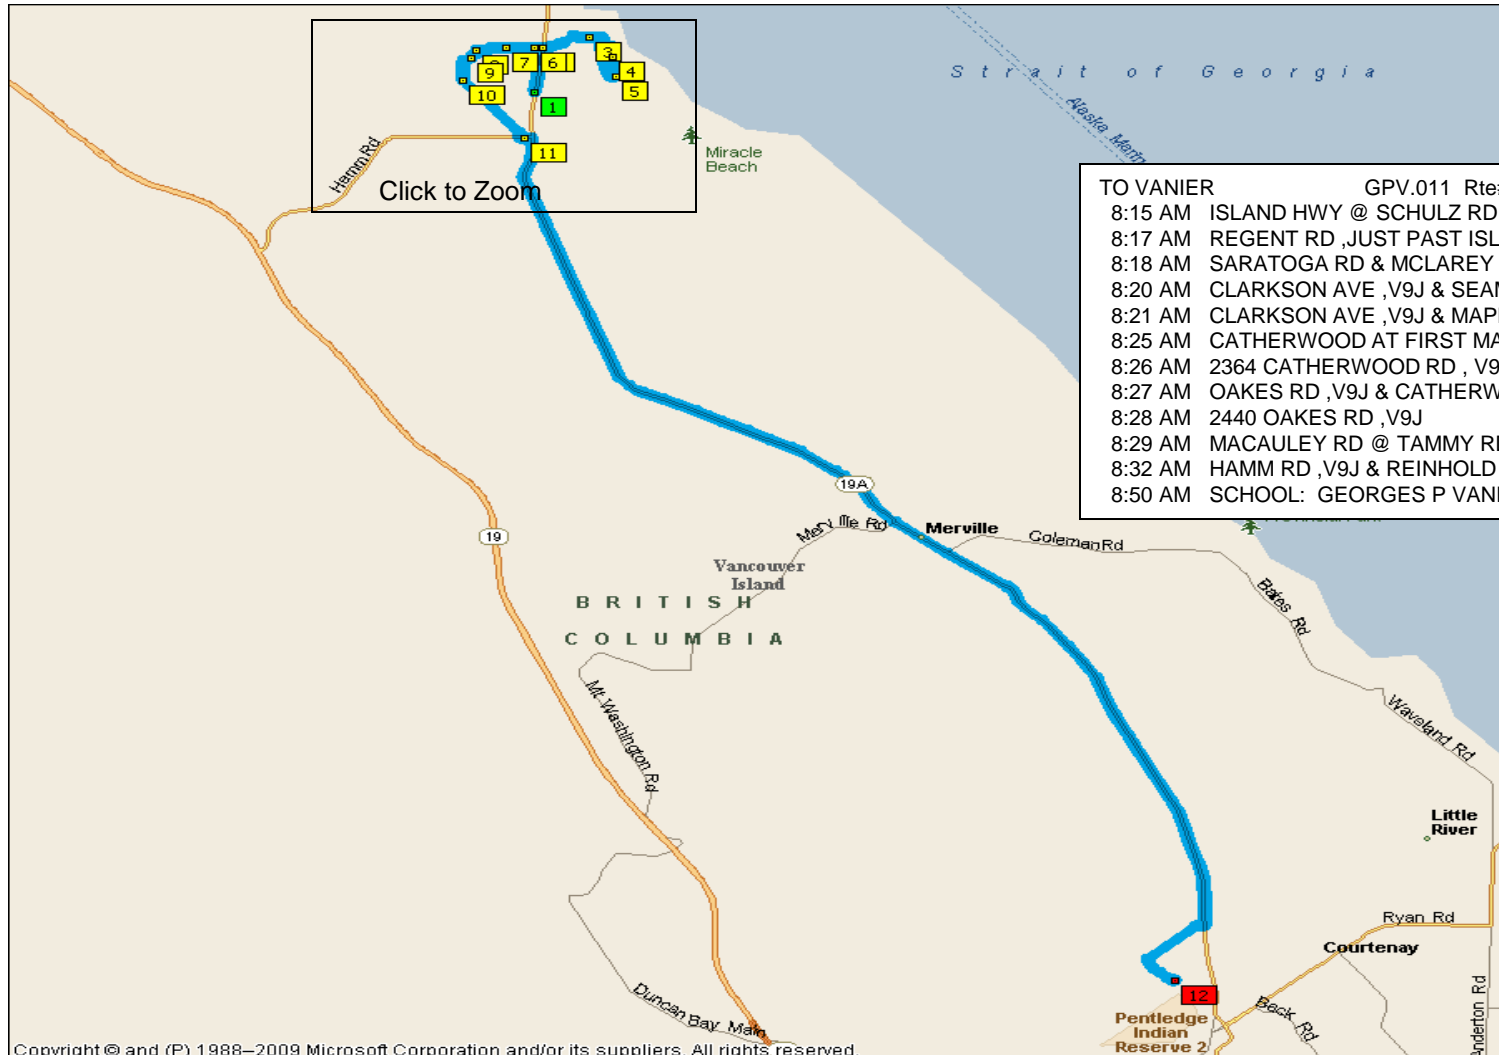 Strait of Georgia
Alaska Marin
3
7 6
9
4
5
10
1
11
Miracle
Beach
Hamm Rd
Click to Zoom
TO VANIER GPV.011 Rte
8:15 AM ISLAND HWY @ SCHULZ RD
8:17 AM REGENT RD ,JUST PAST ISL
8:18 AM SARATOGA RD & MCLAREY
8:20 AM CLARKSON AVE ,V9J & SEA
8:21 AM CLARKSON AVE ,V9J & MAP
8:25 AM CATHERWOOD AT FIRST MA
8:26 AM 2364 CATHERWOOD RD , V9
8:27 AM OAKES RD ,V9J & CATHERW
8:28 AM 2440 OAKES RD ,V9J
8:29 AM MACAULEY RD @ TAMMY R
8:32 AM HAMM RD ,V9J & REINHOLD
8:50 AM SCHOOL: GEORGES P VAN
19A
19
Merville Rd
Merville
Coleman Rd
Bates Rd
Vancouver
Island
BRITISH
COLUMBIA
Mt Washington Rd
Waveland Rd
Little
River
Ryan Rd
Courtenay
12
Back Rd
Anderton Rd
Duncan Bay Main
Pentledge
Indian
Reserve 2
Copyright © and (P) 1988–2009 Microsoft Corporation and/or its suppliers. All rights reserved.